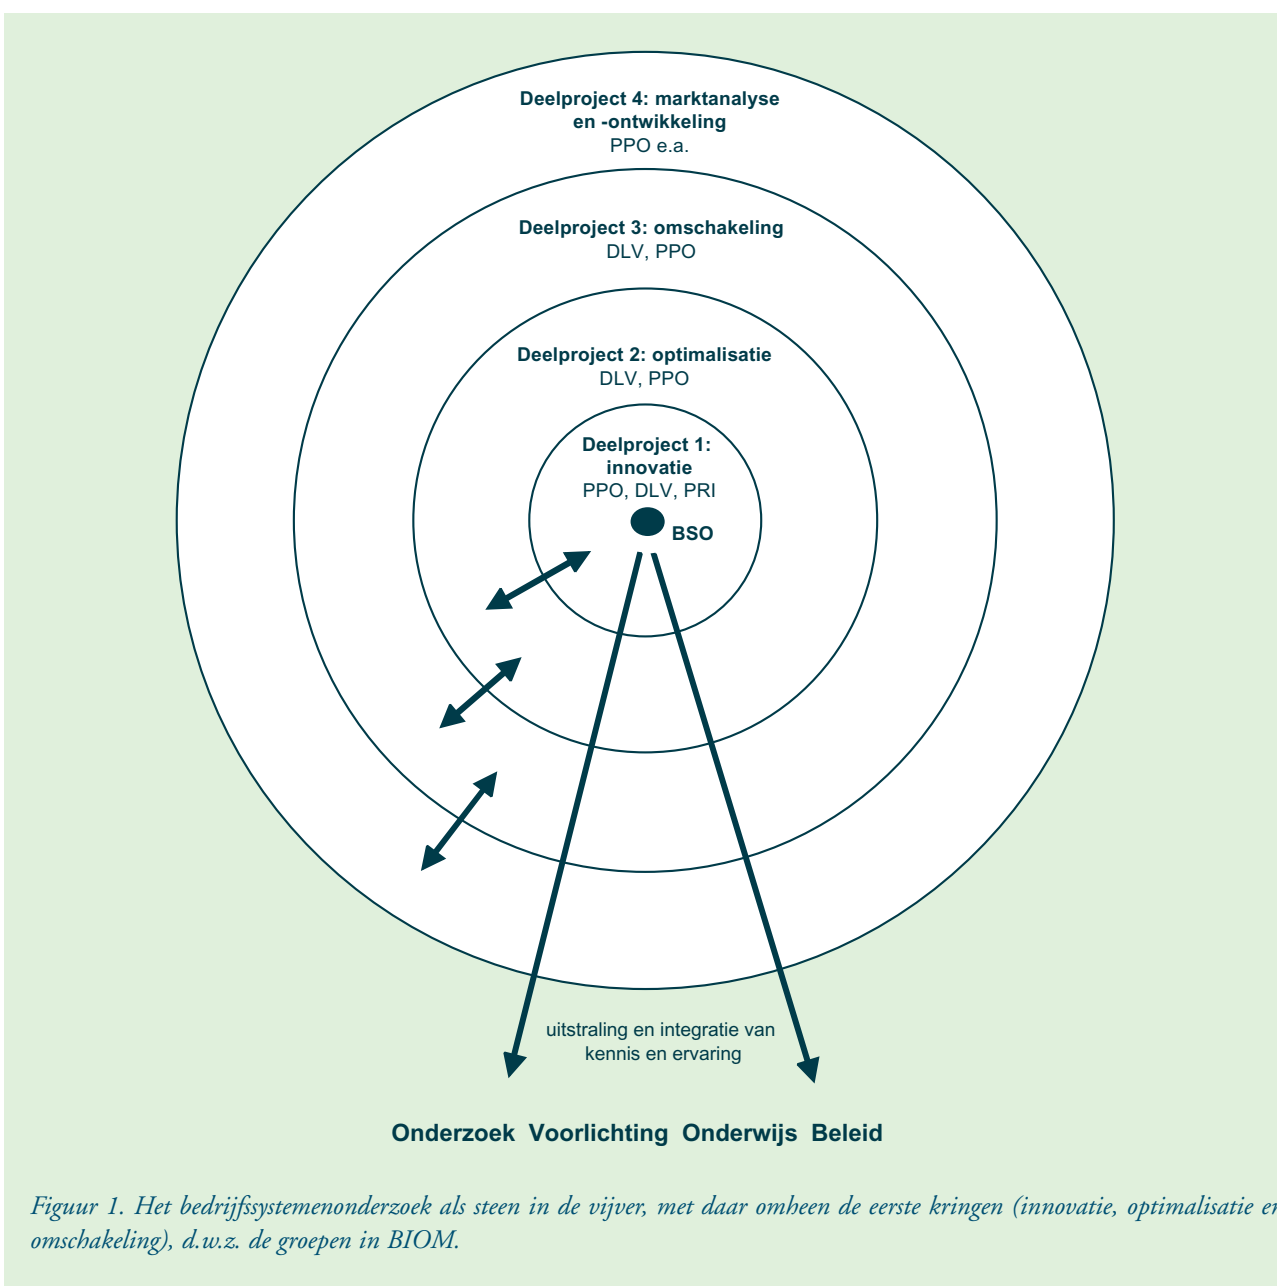 Deelproject 4: marktanalyse
en -ontwikkeling
PPO e.a.
Deelproject 3: omschakeling
DLV, PPO
Deelproject 2: optimalisatie
DLV, PPO
Deelproject 1:
innovatie
PPO, DLV, PRI
BSO
uitstraling en integratie van
kennis en ervaring
Onderzoek Voorlichting Onderwijs Beleid
Figuur 1. Het bedrijfssystemenonderzoek als steen in de vijver, met daar omheen de eerste kringen (innovatie, optimalisatie en
omschakeling), d.w.z. de groepen in BIOM.